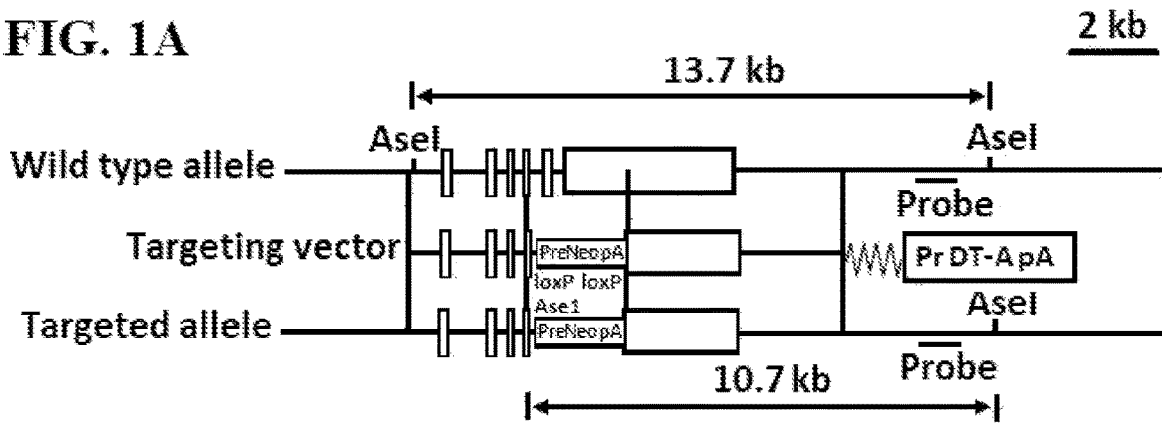 FIG. 1A
2 kb
13.7 kb
AseI
AseI
Wild type allele
Probe
Targeting vector
PreNeopA
Pr DT-A pA
loxP loxP
Ase1
AseI
Targeted allele
PreNeopA
Probe
10.7 kb